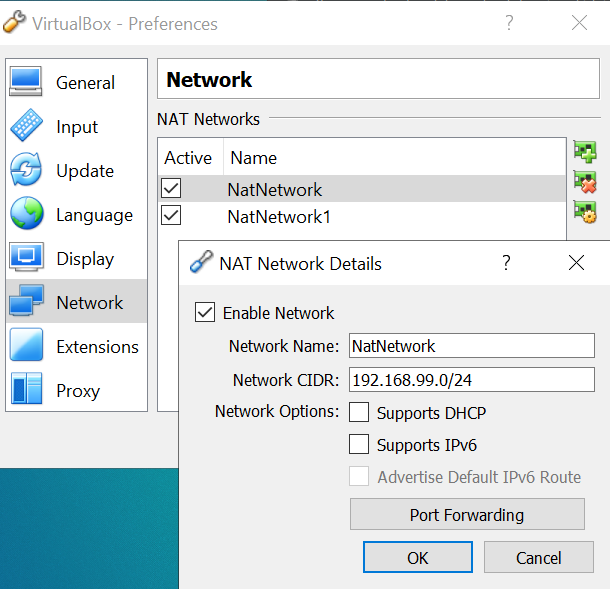 VirtualBox - Preferences
?
General
Input
Update
Language
Display
Network
Extensions
Proxy
Network
NAT Networks
Active
Name
NatNetwork
NatNetwork1
NAT Network Details
?
Enable Network
Network Name: NatNetwork
Network CIDR: 192.168.99.0/24
Network Options: Supports DHCP
Supports IPv6
Advertise Default IPv6 Route
Port Forwarding
OK
Cancel